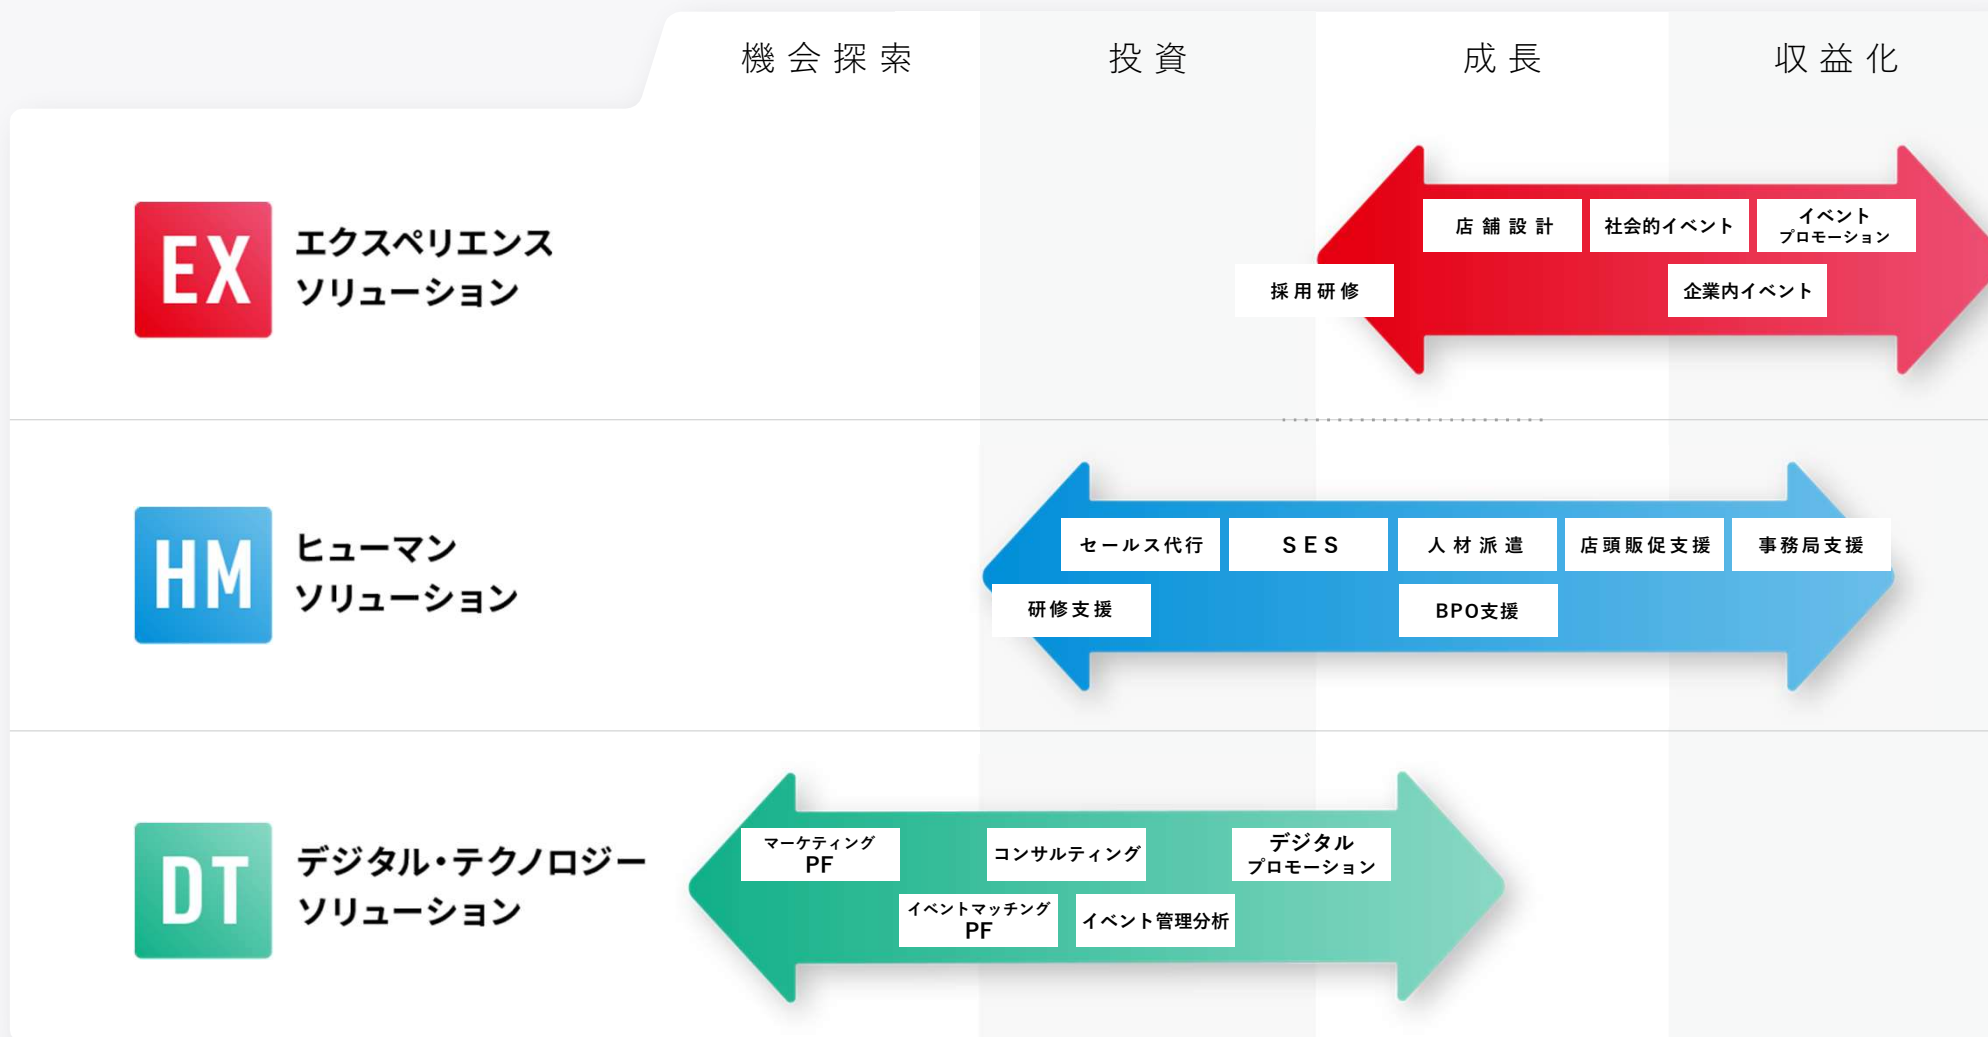 機会探索
投資
成長
収益化
EX
エクスペリエンス
ソリューション
店舗設計
社会的イベント
イベント
プロモーション
採用研修
企業内イベント
HM
ヒューマン
ソリューション
セールス代行
SES
人材派遣
店頭販促支援
事務局支援
研修支援
BPO支援
DT
デジタル・テクノロジー
ソリューション
マーケティング
PF
コンサルティング
デジタル
プロモーション
イベントマッチング
PF
イベント管理分析